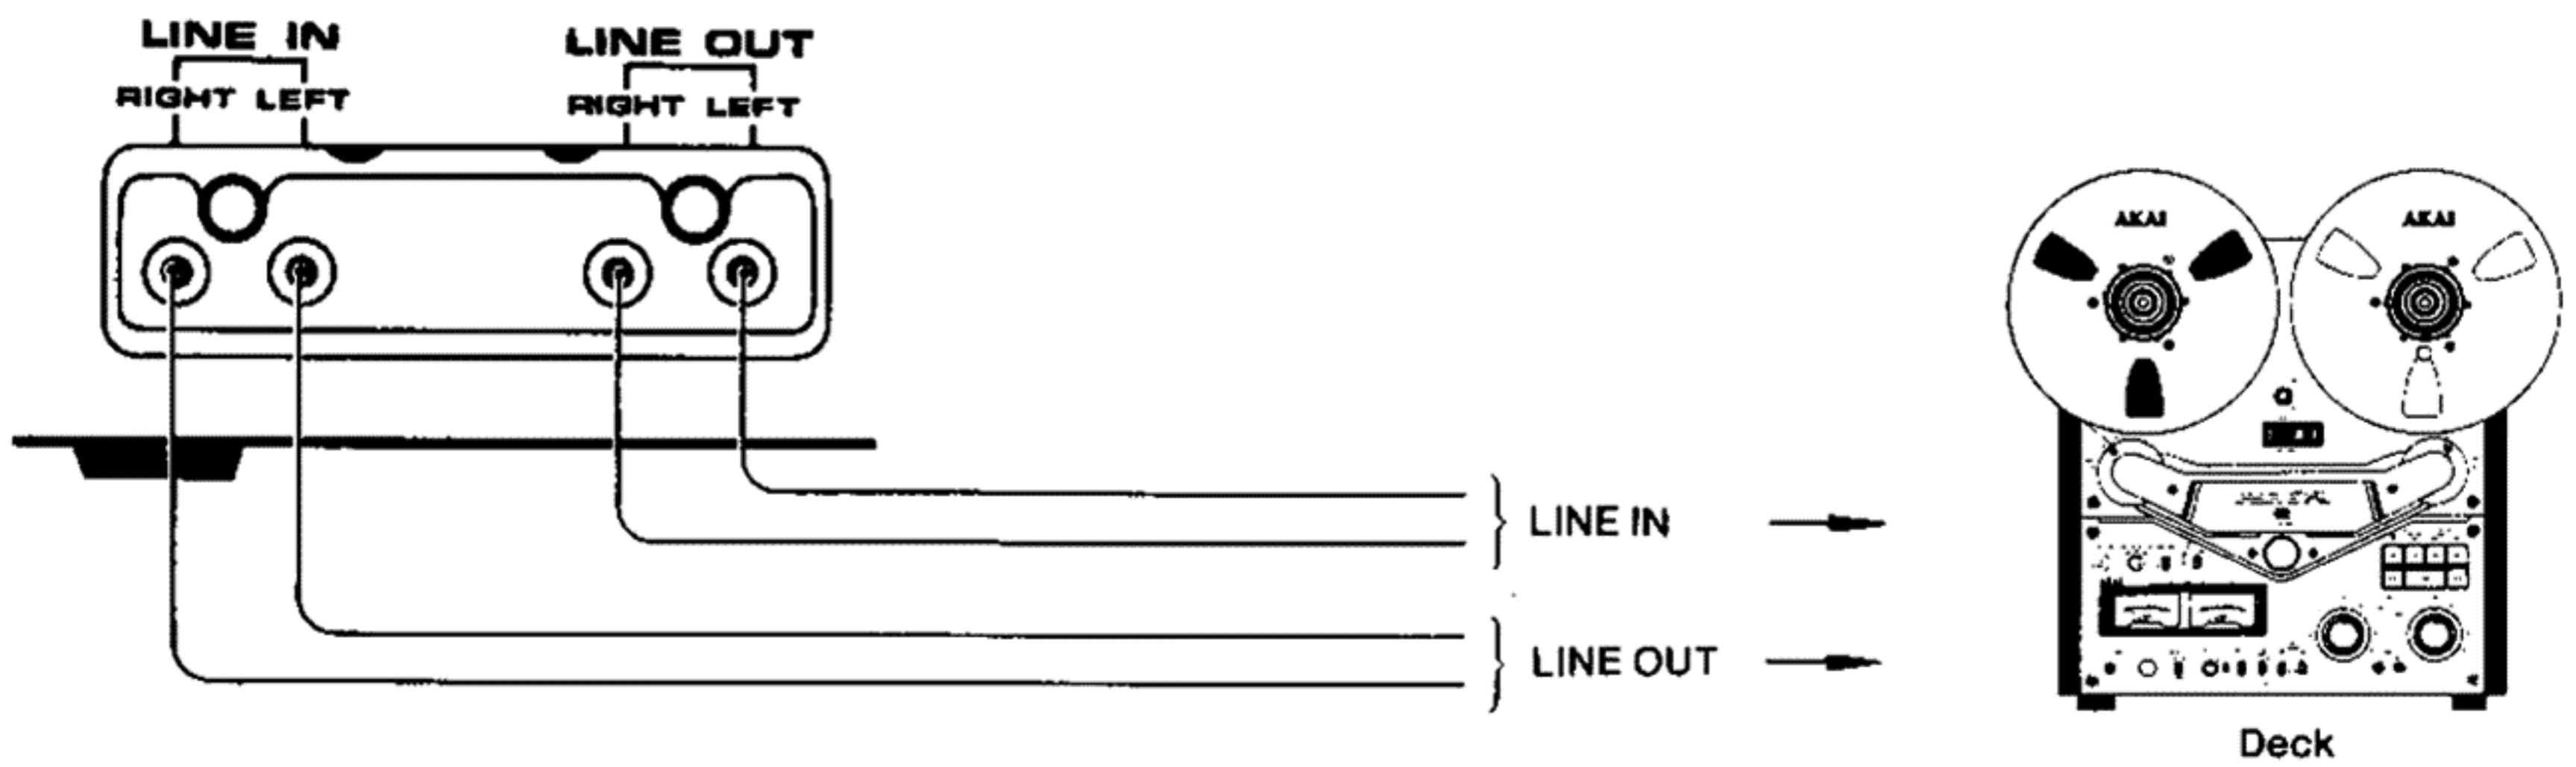 LINE IN
RIGHT LEFT
LINE OUT
RIGHT LEFT
AKAI
AKAI
LINE IN
LINE OUT
Deck